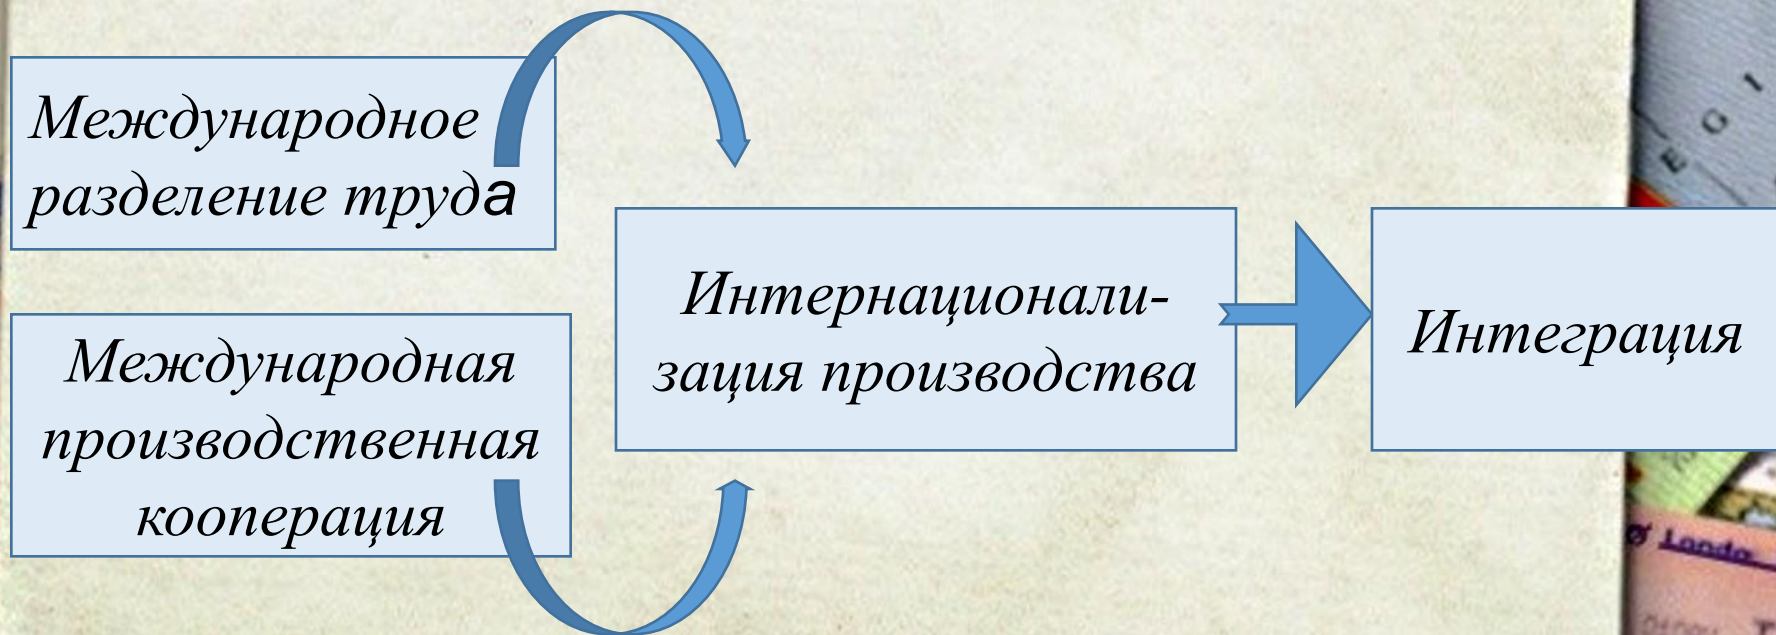 Международное
разделение труда
Международная
производственная
кооперация
Интернационали-
зация производства
Интеграция